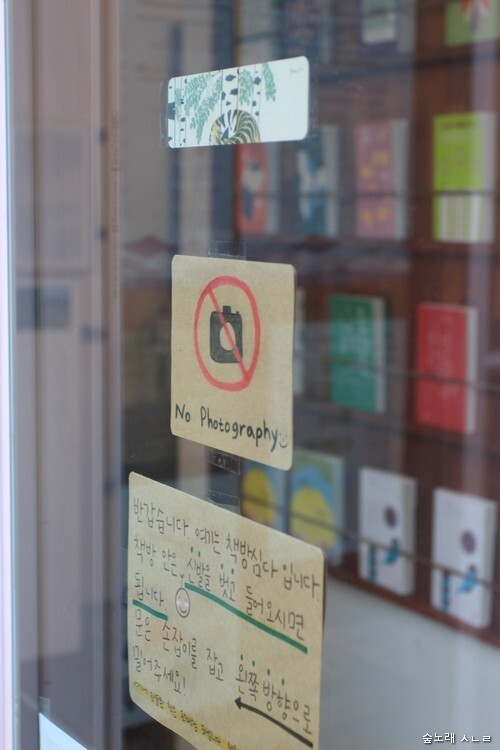 No Photography
반갑습니다. 여기는 책방심다 입니다.
책방 안은 신발을 벗고 들어오시면
됩니다.
문은 손잡이를 잡고 왼쪽 방향으로
밀어주세요!
숲노래 ㅅㄴㄹ